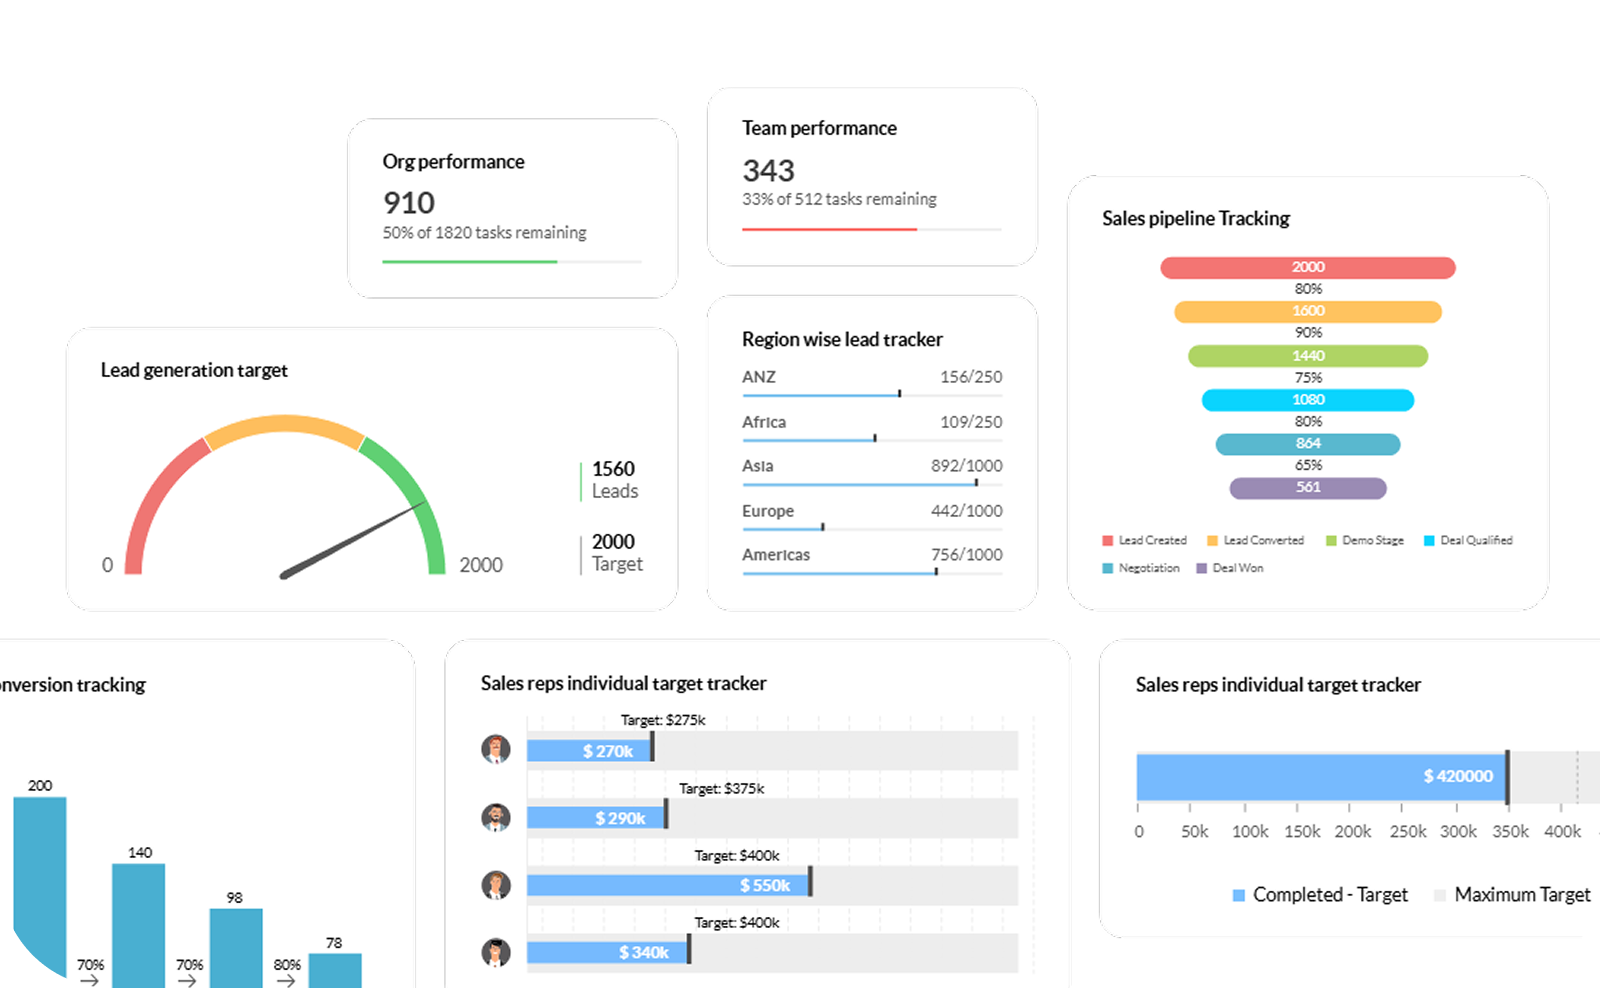 Org performance
910
50% of 1820 tasks remaining
Team performance
343
33% of 512 tasks remaining
Sales pipeline Tracking
2000
80%
1600
90%
1440
75%
1080
80%
864
65%
561
Lead Created
Lead Converted
Demo Stage
Deal Qualified
Negotiation
Deal Won
Lead generation target
0
2000
1560
Leads
2000
Target
Region wise lead tracker
ANZ 156/250
Africa 109/250
Asia 892/1000
Europe 442/1000
Americas 756/1000
nversion tracking
200
140
98
78
70%
70%
80%
Sales reps individual target tracker
Target: $275k
$ 270k
Target: $375k
$ 290k
Target: $400k
$ 550k
Target: $400k
$ 340k
Sales reps individual target tracker
$ 420000
0 50k 100k 150k 200k 250k 300k 350k 400k
Completed - Target
Maximum Target